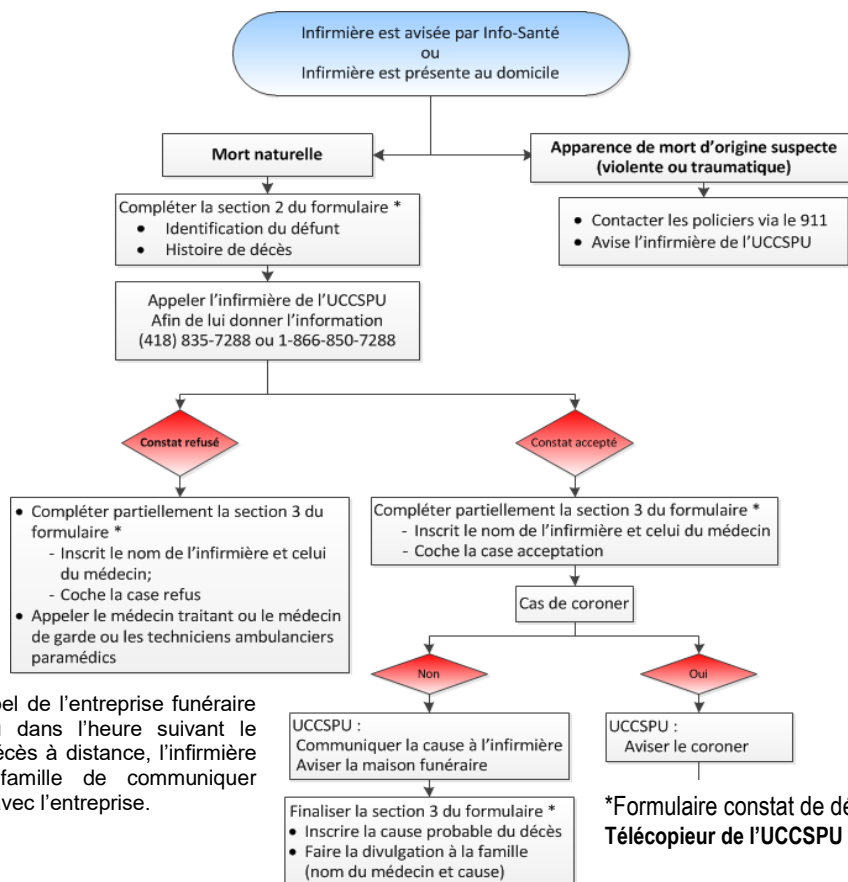 Infirmière est avisée par Info-Santé
ou
Infirmière est présente au domicile
Mort naturelle
Apparence de mort d'origine suspecte
(violente ou traumatique)
Compléter la section 2 du formulaire *
• Identification du défunt
• Histoire de décès
• Contacter les policiers via le 911
• Avise l'infirmière de l'UCCSPU
Appeler l'infirmière de l'UCCSPU
Afin de lui donner l'information
(418) 835-7288 ou 1-866-850-7288
Constat refusé
Constat accepté
• Compléter partiellement la section 3 du
formulaire *
- Inscrit le nom de l'infirmière et celui
du médecin;
- Coche la case refus
• Appeler le médecin traitant ou le médecin
de garde ou les techniciens ambulanciers
paramédics
Compléter partiellement la section 3 du formulaire *
- Inscrit le nom de l'infirmière et celui du médecin
- Coche la case acceptation
Cas de coroner
Non
Oui
de l'entreprise funéraire
dans l'heure suivant le
à distance, l'infirmière
famille de communiquer
avec l'entreprise.
UCCSPU :
Communiquer la cause à l'infirmière
Aviser la maison funéraire
UCCSPU :
Aviser le coroner
Finaliser la section 3 du formulaire *
• Inscrire la cause probable du décès
• Faire la divulgation à la famille
(nom du médecin et cause)
*Formulaire constat de
Télécopieur de l'UCCSPU